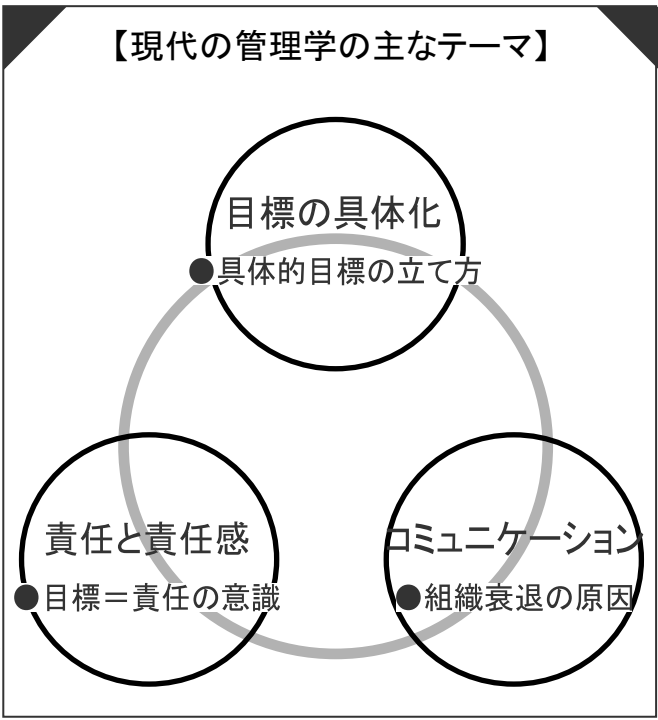 【現代の管理学の主なテーマ】
目標の具体化
●具体的目標の立て方
責任と責任感
●目標＝責任の意識
コミュニケーション
●組織衰退の原因